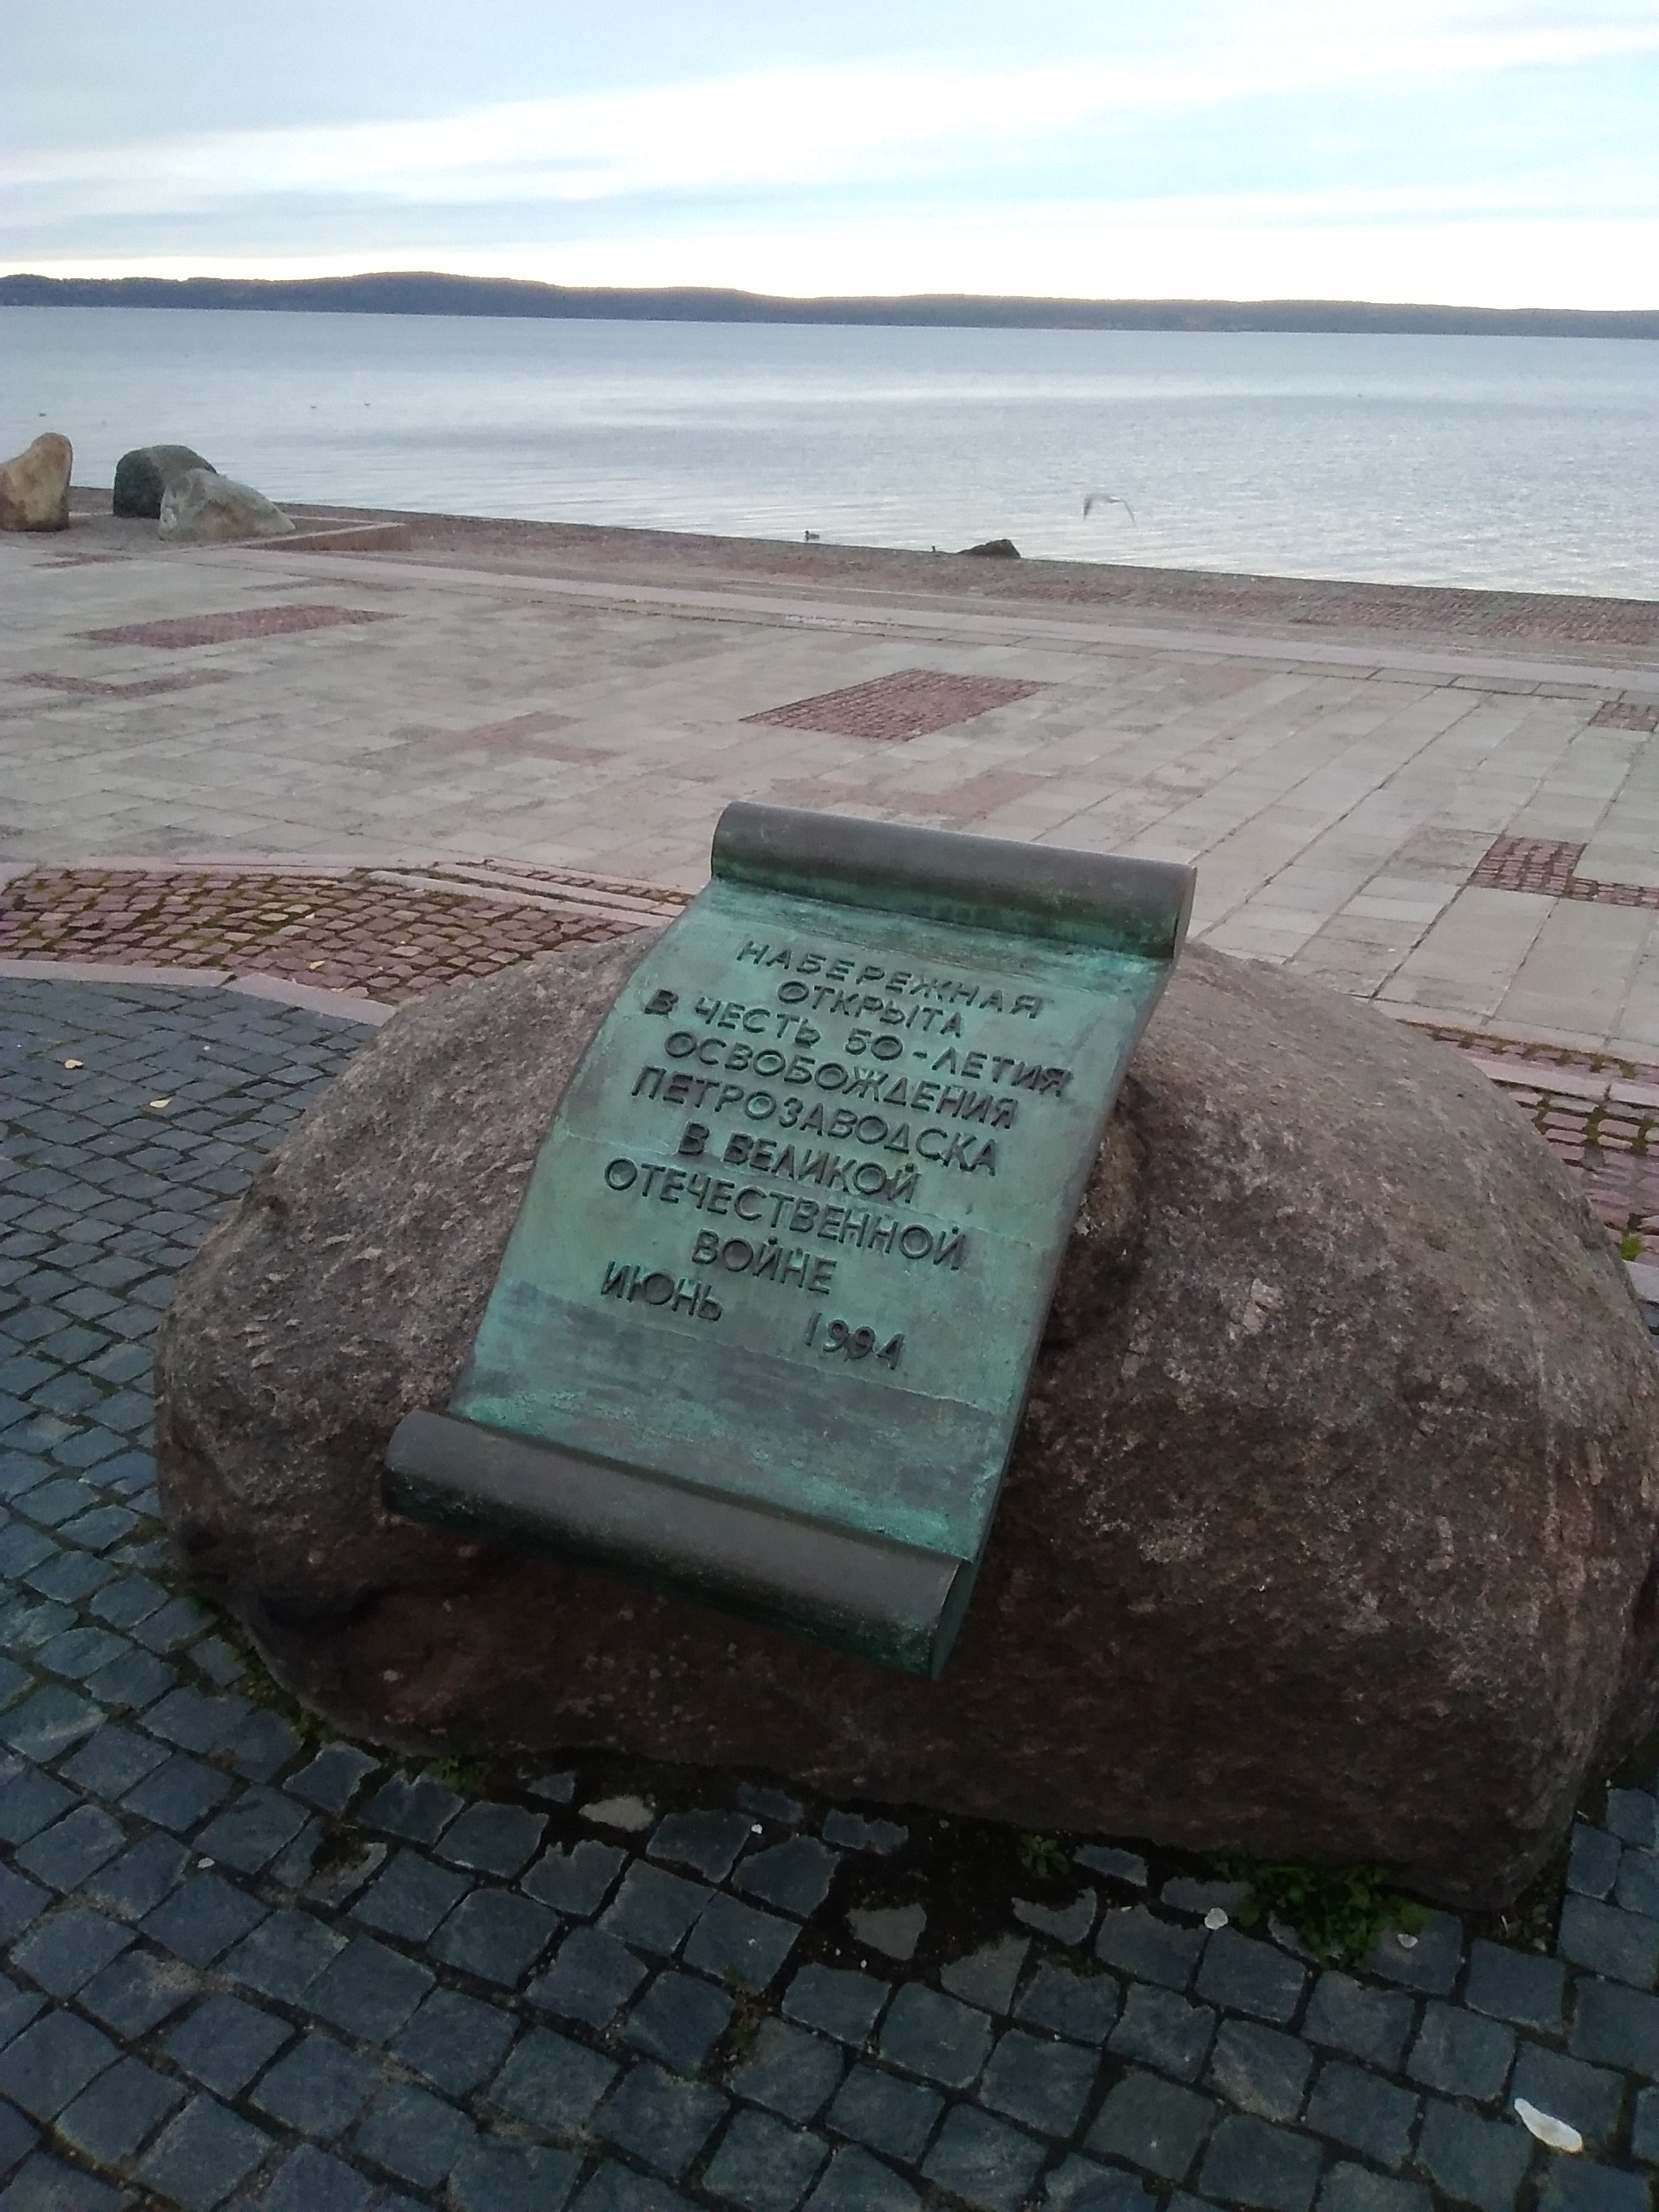 НАБЕРЕЖНАЯ
ОТКРЫТА
В ЧЕСТЬ 50-ЛЕТИЯ
ОСВОБОЖДЕНИЯ
ПЕТРОЗАВОДСКА
В ВЕЛИКОЙ
ОТЕЧЕСТВЕННОЙ
ВОЙНЕ
ИЮНЬ 1994